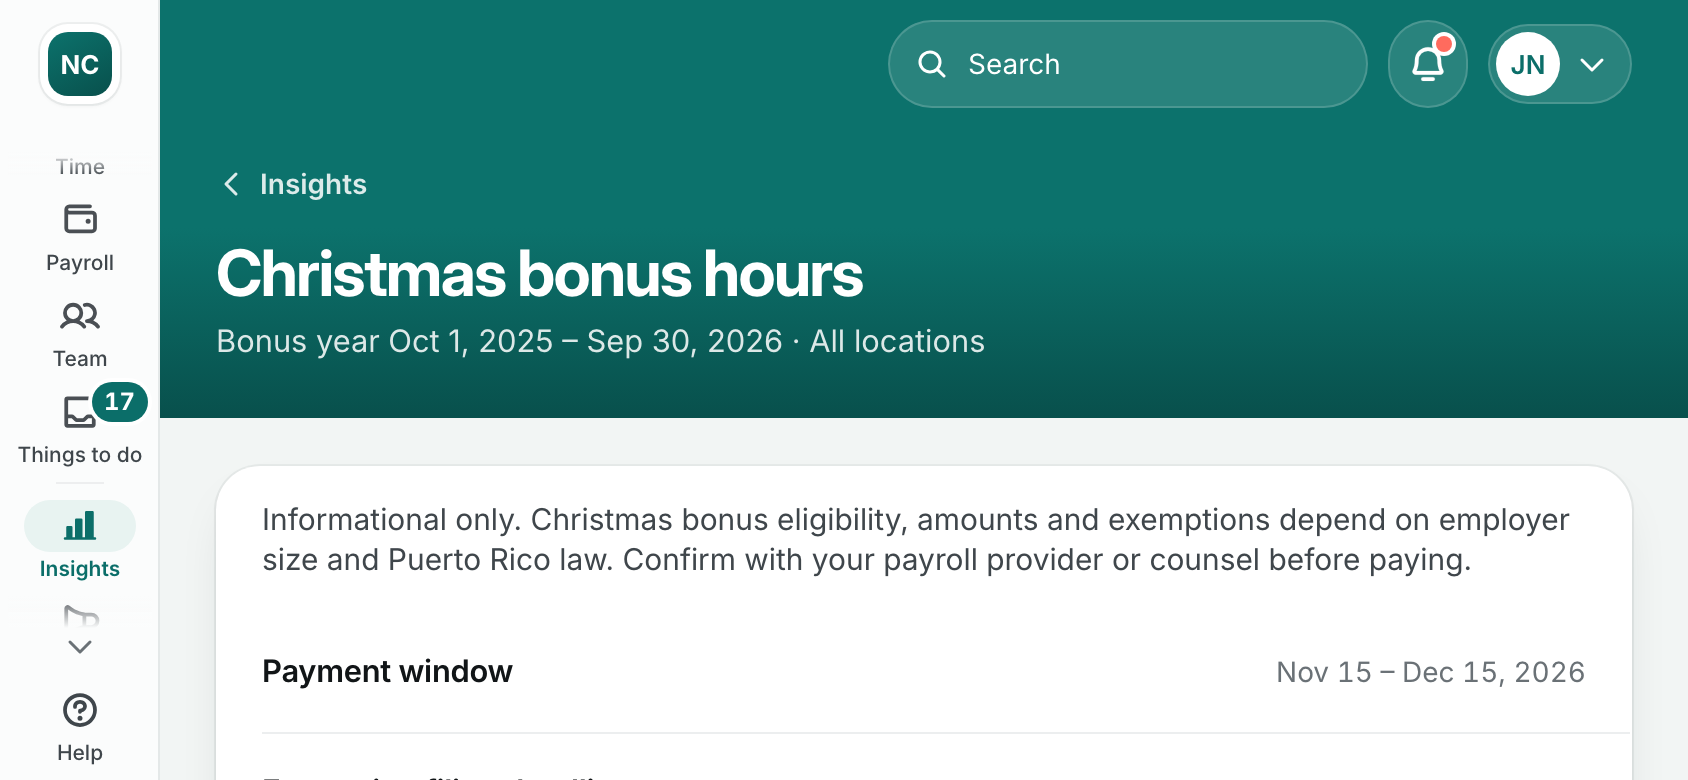 NC
Search
JN
Time
Payroll
Team
17
Things to do
Insights
Help
Insights
Christmas bonus hours
Bonus year Oct 1, 2025 – Sep 30, 2026 · All locations
Informational only. Christmas bonus eligibility, amounts and exemptions depend on employer
size and Puerto Rico law. Confirm with your payroll provider or counsel before paying.
Payment window
Nov 15 – Dec 15, 2026